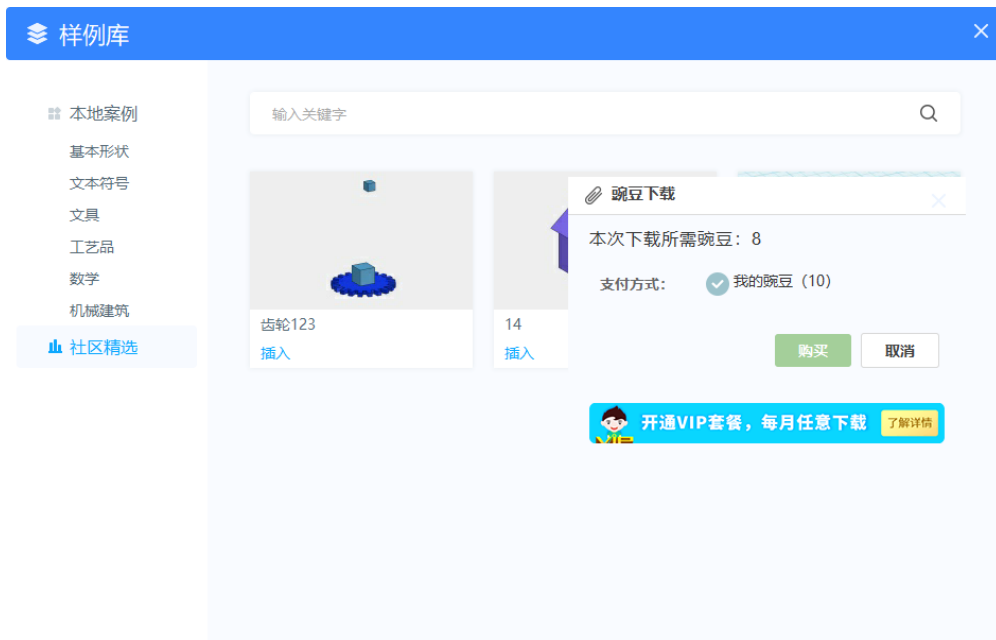 样例库
本地案例
基本形状
文本符号
文具
工艺品
数学
机械建筑
社区精选
输入关键字
齿轮123
插入
14
插入
豌豆下载
本次下载所需豌豆：8
支付方式：
我的豌豆（10）
购买
取消
开通VIP套餐，每月任意下载
了解详情
VIP